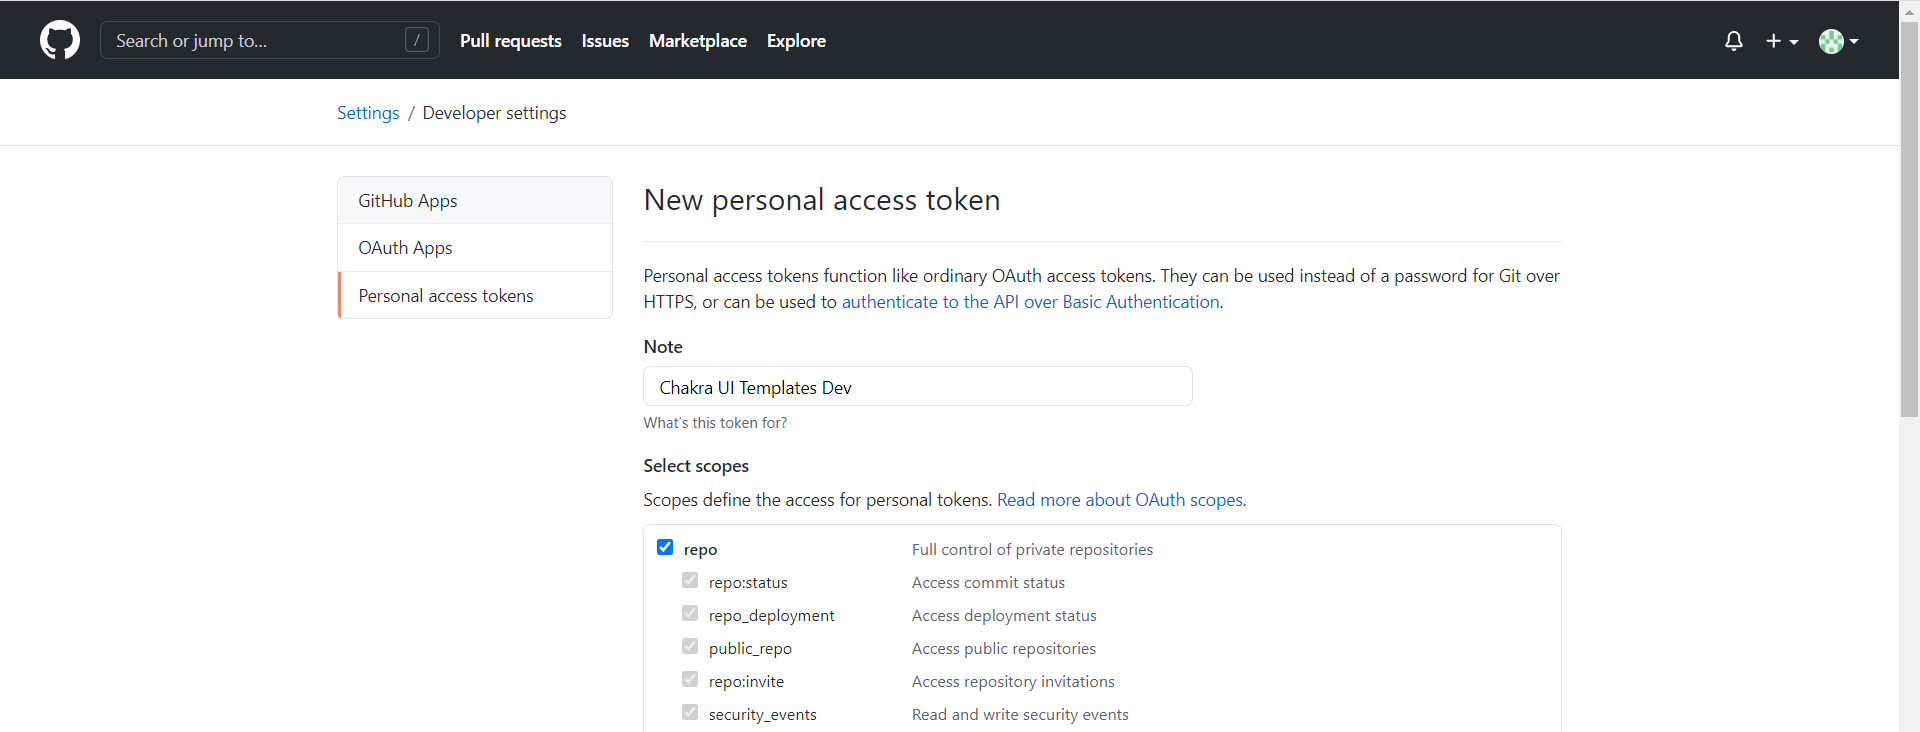 Search or jump to...
/
Pull requests
Issues
Marketplace
Explore
Settings / Developer settings
GitHub Apps
OAuth Apps
Personal access tokens
New personal access token
Personal access tokens function like ordinary OAuth access tokens. They can be used instead of a password for Git over
HTTPS, or can be used to authenticate to the API over Basic Authentication.
Note
Chakra UI Templates Dev
What's this token for?
Select scopes
Scopes define the access for personal tokens. Read more about OAuth scopes.
repo Full control of private repositories
repo:status Access commit status
repo_deployment Access deployment status
public_repo Access public repositories
repo:invite Access repository invitations
security_events Read and write security events